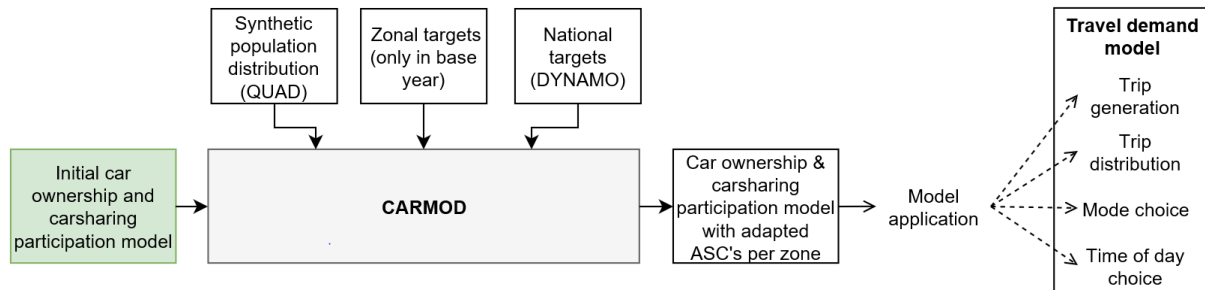 Synthetic
population
distribution
(QUAD)
Zonal targets
(only in base
year)
National
targets
(DYNAMO)
Initial car
ownership and
carsharing
participation model
CARMOD
Car ownership &
carsharing
participation model
with adapted
ASC's per zone
Model
application
Travel demand
model
Trip
generation
Trip
distribution
Mode choice
Time of day
choice